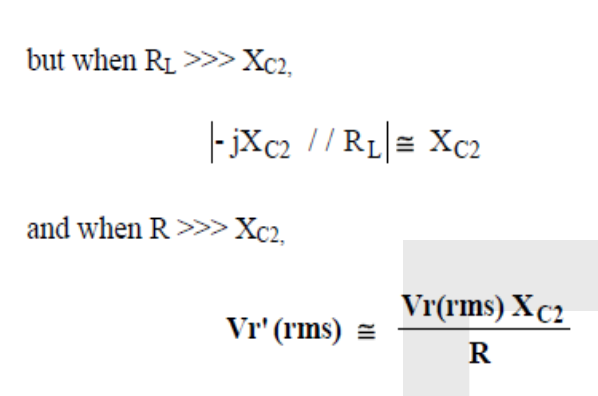 but when RL >>> XC2,
|- jXC2 // RL| ≅ XC2
and when R >>> XC2,
Vr' (rms) ≅ Vr(rms) XC2
R